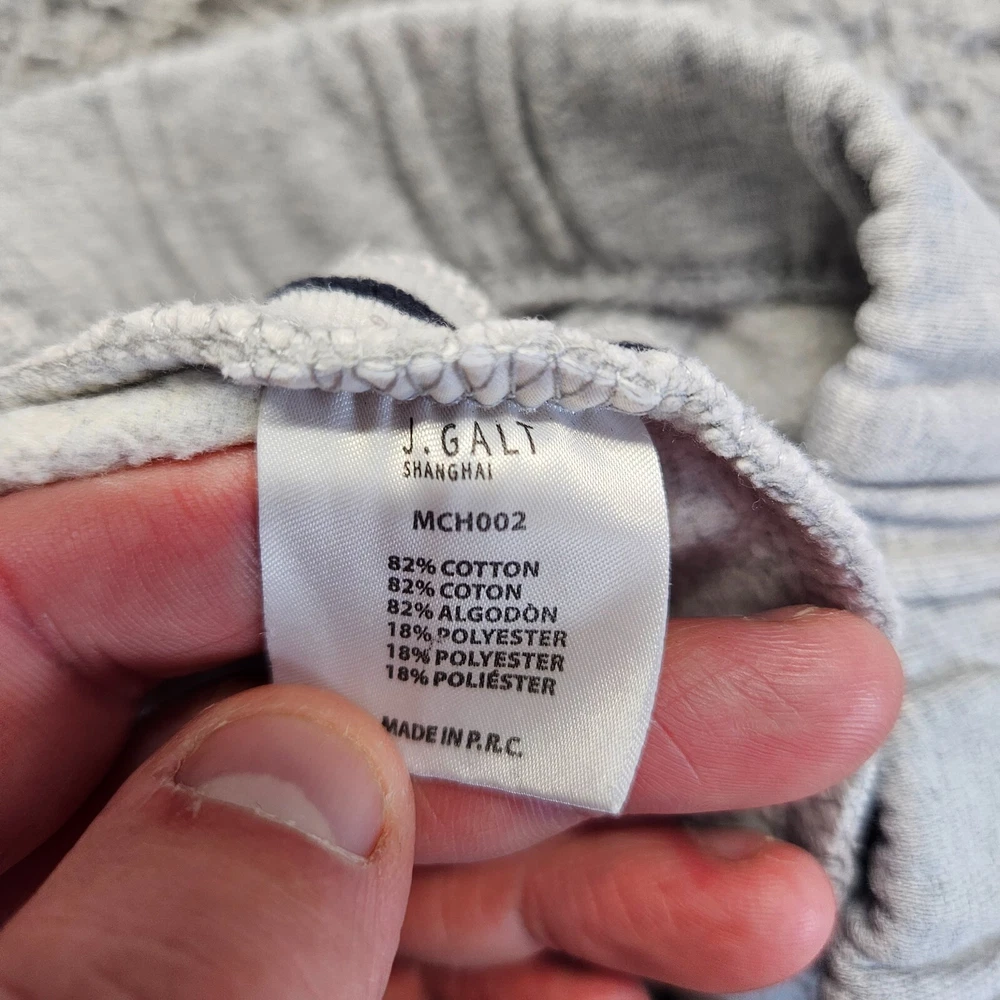 J.GALT
SHANGHAI
MCH002
82% COTTON
82% COTON
82% ALGODÒN
18% POLYESTER
18% POLYESTER
18% POLIÉSTER
MADE IN P.R.C.